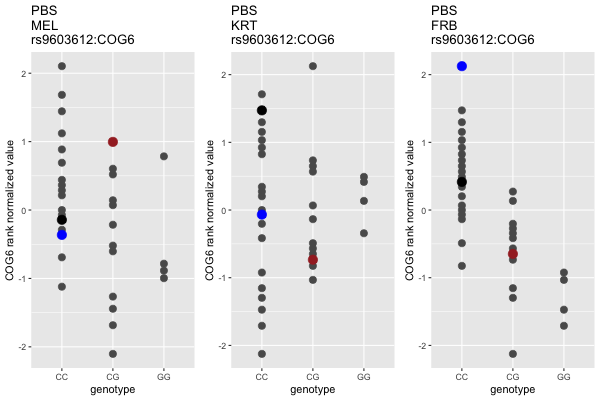 PBS
MEL
rs9603612:COG6
COG6 rank normalized value
2
1
0
-1
-2
CC CG GG
genotype
PBS
KRT
rs9603612:COG6
COG6 rank normalized value
2
1
0
-1
-2
CC CG GG
genotype
PBS
FRB
rs9603612:COG6
COG6 rank normalized value
2
1
0
-1
-2
CC CG GG
genotype